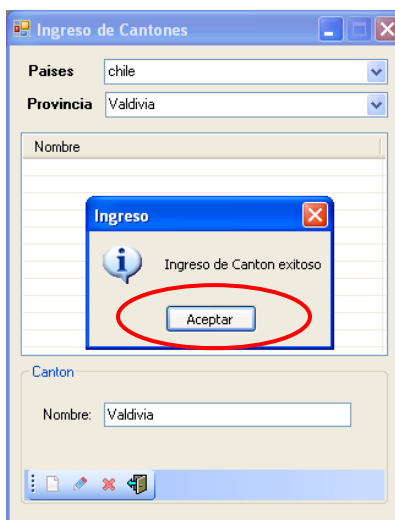 Ingreso de Cantones
Paises chile
Provincia Valdivia
Nombre
Ingreso
Ingreso de Canton exitoso
Aceptar
Canton
Nombre: Valdivia